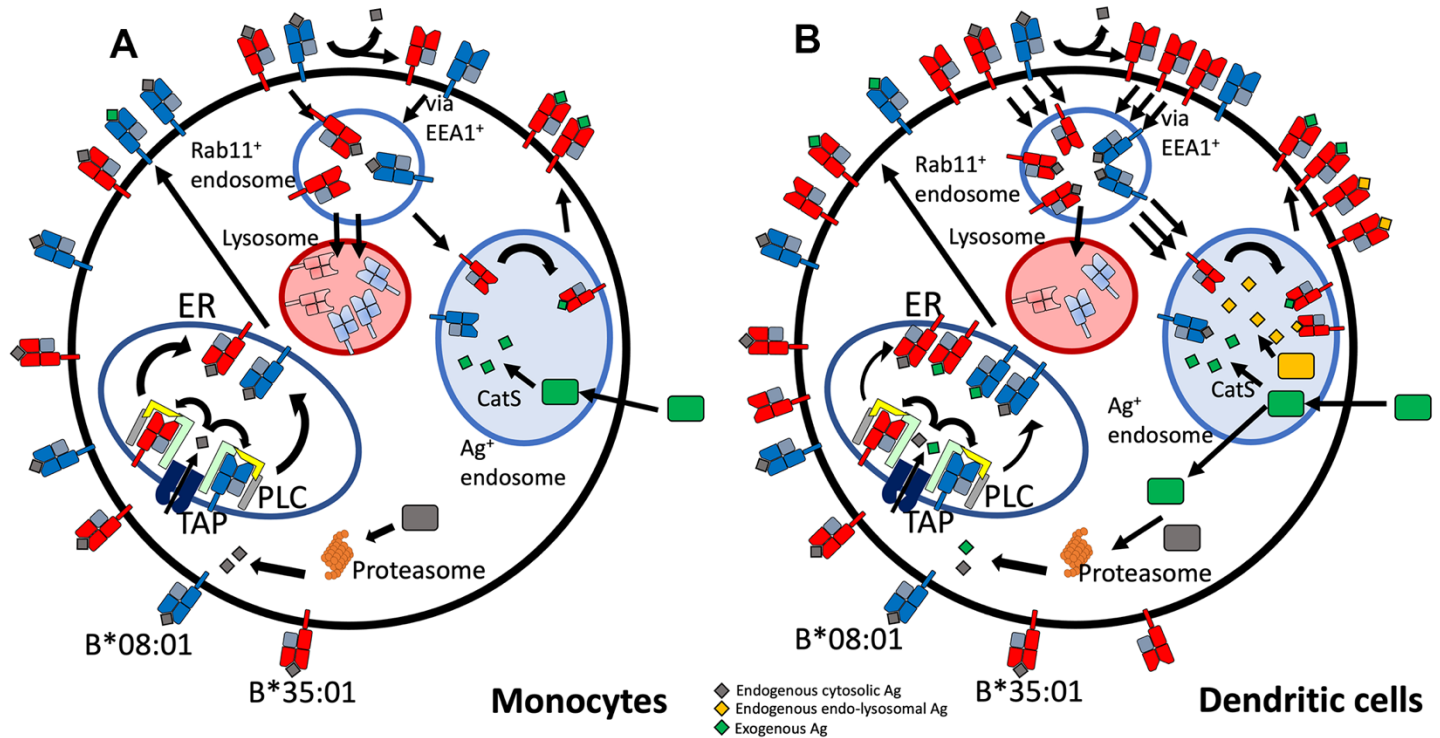 A
via
EEA1⁺
Rab11⁺
endosome
Lysosome
ER
CatS
Ag⁺
endosome
PLC
TAP
Proteasome
B*08:01
B*35:01
Monocytes
B
via
EEA1⁺
Rab11⁺
endosome
Lysosome
ER
CatS
Ag⁺
endosome
PLC
TAP
Proteasome
B*08:01
B*35:01
Dendritic cells
Endogenous cytosolic Ag
Endogenous endo-lysosomal Ag
Exogenous Ag